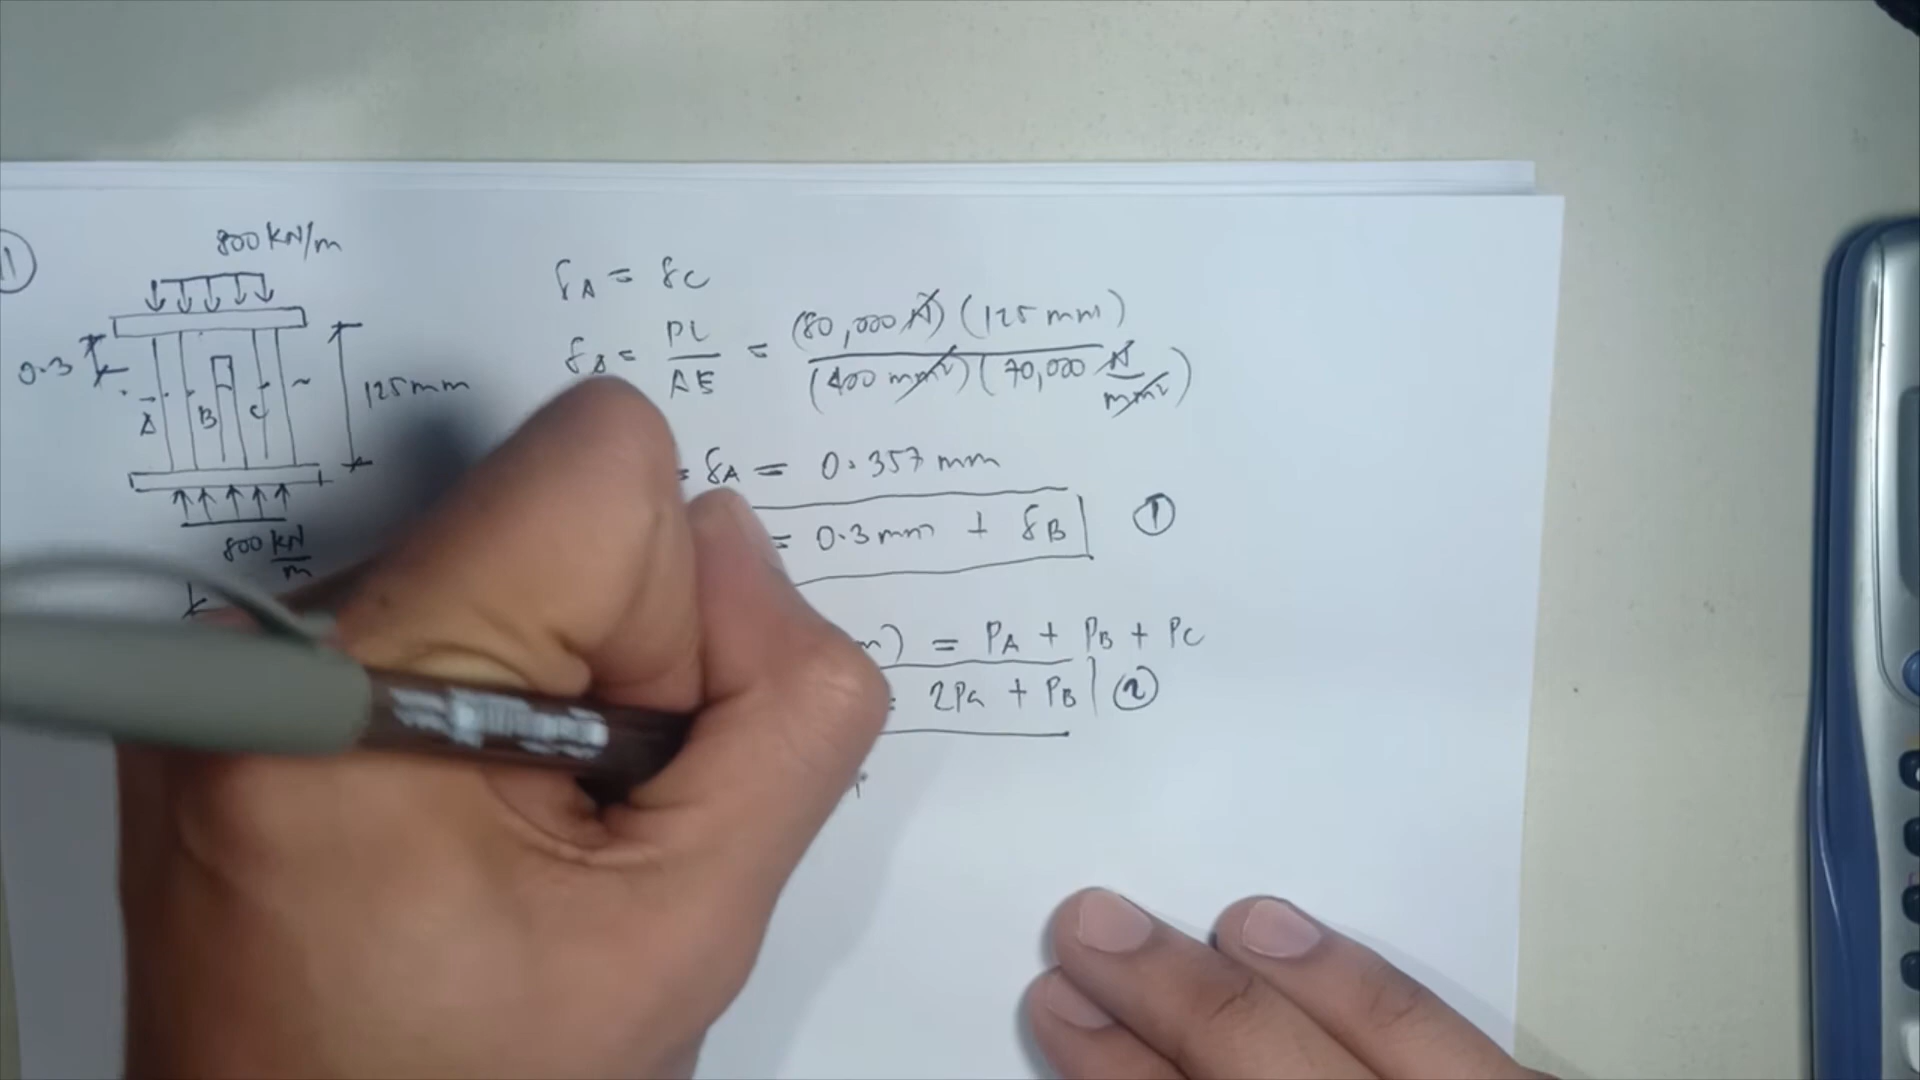 1
800 kN/m
0.3
A B C
125 mm
800 kN/m
δA = δC
δA = PL/AE = (80,000 N)(125 mm)/(400 mm²)(70,000 N/mm²)
= δA = 0.357 mm
= 0.3 mm + δB ①
m) = PA + PB + PC
= 2PA + PB ②